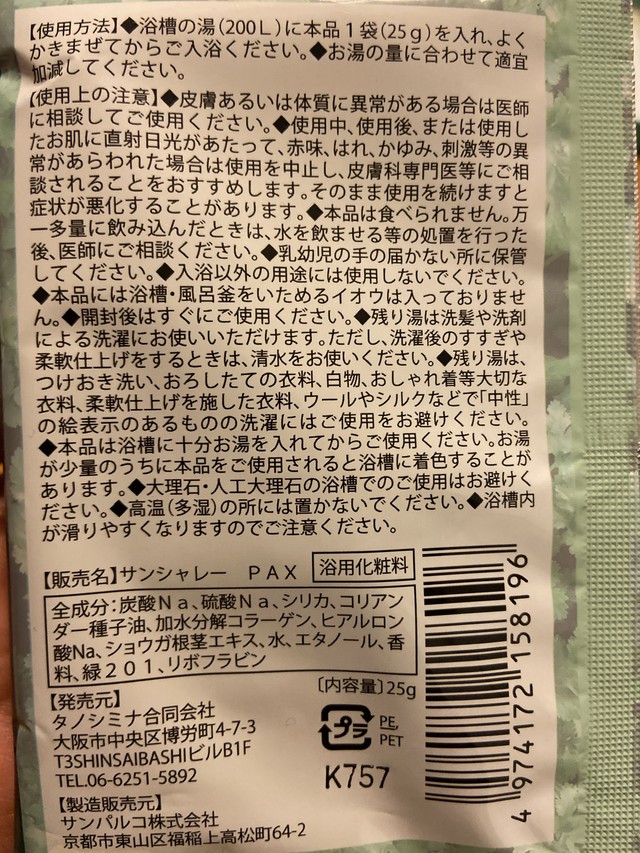 【使用方法】◆浴槽の湯(200L)に本品1袋(25g)を入れ、よく
かきまぜてからご入浴ください。◆お湯の量に合わせて適宜
加減してください。
【使用上の注意】◆皮膚あるいは体質に異常がある場合は医師
に相談してご使用ください。◆使用中、使用後、または使用し
たお肌に直射日光があたって、赤味、はれ、かゆみ、刺激等の異
常があらわれた場合は使用を中止し、皮膚科専門医等にご相
談されることをおすすめします。そのまま使用を続けますと
症状が悪化することがあります。◆本品は食べられません。万
一多量に飲み込んだときは、水を飲ませる等の処置を行った
後、医師にご相談ください。◆乳幼児の手の届かない所に保管
してください。◆入浴以外の用途には使用しないでください。
◆本品には浴槽・風呂釜をいためるイオウは入っておりませ
ん。◆開封後はすぐにご使用ください。◆残り湯は洗髪や洗剤
による洗濯にお使いいただけます。ただし、洗濯後のすすぎや
柔軟仕上げをするときは、清水をお使いください。◆残り湯は、
つけおき洗い、おろしたての衣料、白物、おしゃれ着等大切な
衣料、柔軟仕上げを施した衣料、ウールやシルクなどで「中性」
の絵表示のあるものの洗濯にはご使用をお避けください。
◆本品は浴槽に十分お湯を入れてからご使用ください。お湯
が少量のうちに本品をご使用されると浴槽に着色することが
あります。◆大理石・人工大理石の浴槽でのご使用はお避けく
ださい。◆高温(多湿)の所には置かないでください。◆浴槽内
が滑りやすくなりますのでご注意ください。
【販売名】サンシャレー PAX 浴用化粧料
全成分:炭酸Na、硫酸Na、シリカ、コリアン
ダー種子油、加水分解コラーゲン、ヒアルロン
酸Na、ショウガ根茎エキス、水、エタノール、香
料、緑201、リボフラビン
〔内容量〕25g
【発売元】
タノシミナ合同会社
大阪市中央区博労町4-7-3
T3SHINSAIBASHIビルB1F
TEL.06-6251-5892
プラ PE,
PET
K757
【製造販売元】
サンパルコ株式会社
京都市東山区福稲上高松町64-2
4 974172 158196